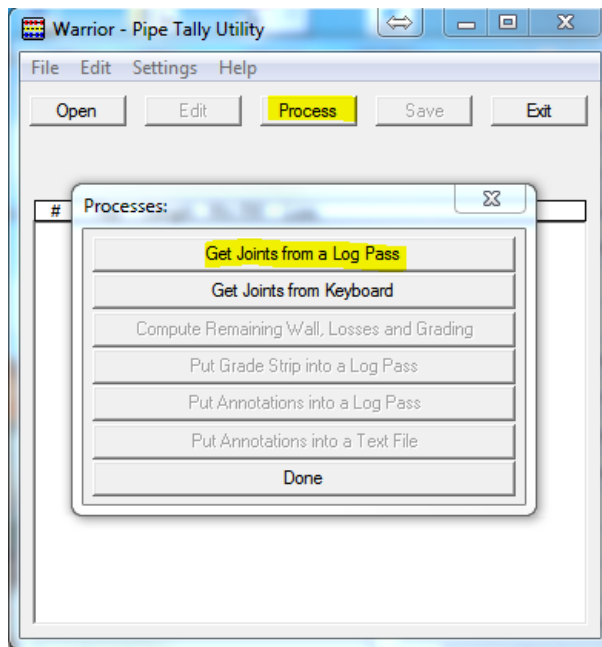 Warrior - Pipe Tally Utility
File Edit Settings Help
Open Edit Process Save Exit
#
Processes:
Get Joints from a Log Pass
Get Joints from Keyboard
Compute Remaining Wall, Losses and Grading
Put Grade Strip into a Log Pass
Put Annotations into a Log Pass
Put Annotations into a Text File
Done